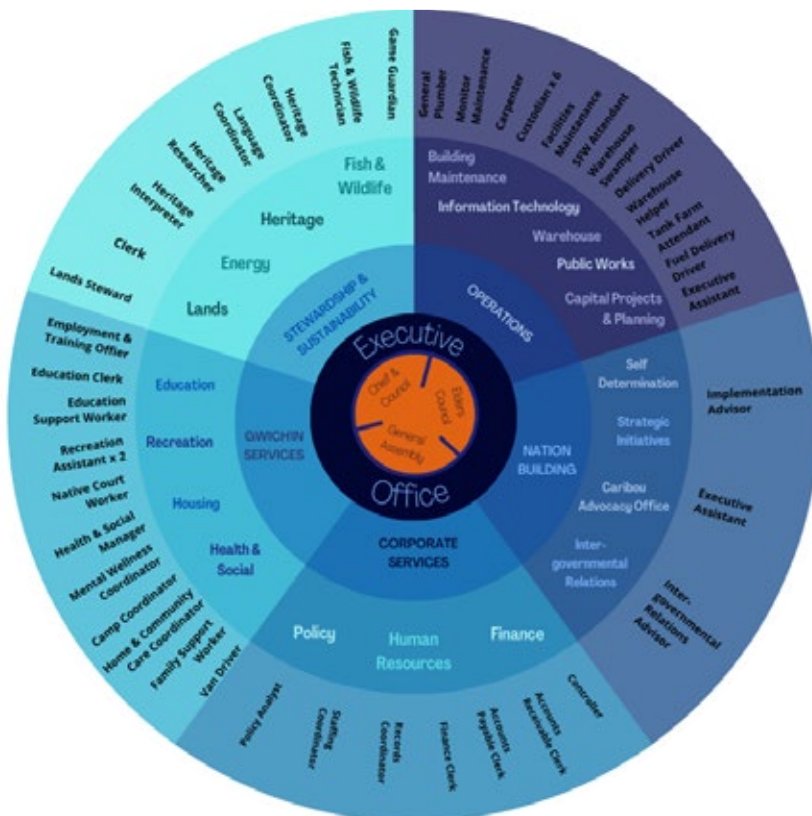 Executive
Office
Chief &
Council
Elders
Council
General
Assembly
STEWARDSHIP &
SUSTAINABILITY
Fish &
Wildlife
Heritage
Energy
Lands
Game Guardian
Fish & Wildlife
Technician
Heritage
Coordinator
Language
Coordinator
Heritage
Researcher
Heritage
Interpreter
Clerk
Lands Steward
OPERATIONS
Building
Maintenance
Information Technology
Warehouse
Public Works
Capital Projects
& Planning
General
Plumber
Monitor
Maintenance
Carpenter
Custodian x 6
Facilities
Maintanance
SFW Attendant
Warehouse
Swamper
Delivery Driver
Warehouse
Helper
Tank Farm
Attendant
Fuel Delivery
Driver
Executive
Assistant
NATION
BUILDING
Self
Determination
Strategic
Initiatives
Caribou
Advocacy Office
Inter-
governmental
Relations
Implementation
Advisor
Executive
Assistant
Inter-
governmental
Relations
Advisor
CORPORATE
SERVICES
Policy
Human
Resources
Finance
Policy Analyst
Staffing
Coordinator
Records
Coordinator
Finance Clerk
Accounts
Payable Clerk
Accounts
Receivable Clerk
Controller
GWICHIN
SERVICES
Education
Recreation
Housing
Health &
Social
Employment &
Training Offier
Education Clerk
Education
Support Worker
Recreation
Assistant x 2
Native Court
Worker
Health & Social
Manager
Mental Wellness
Coordinator
Camp Coordinator
Home & Community
Care Coordinator
Family Support
Worker
Van Driver